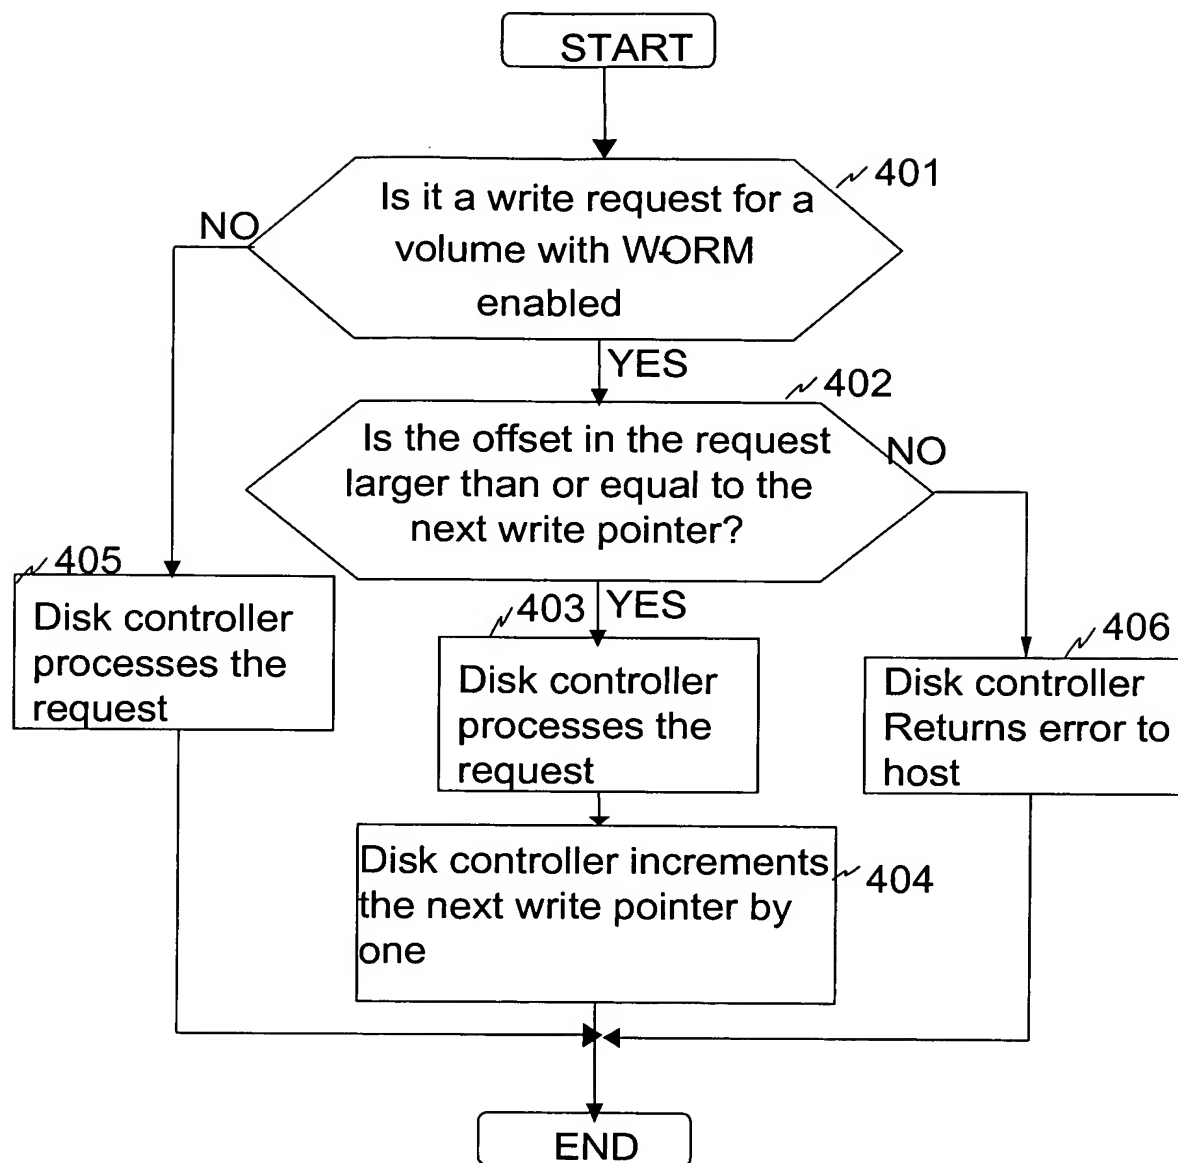 START
401
Is it a write request for a
volume with WORM
enabled
NO
YES
402
Is the offset in the request
larger than or equal to the
next write pointer?
NO
YES
405
Disk controller
processes the
request
403
Disk controller
processes the
request
406
Disk controller
Returns error to
host
Disk controller increments
the next write pointer by
one
404
END